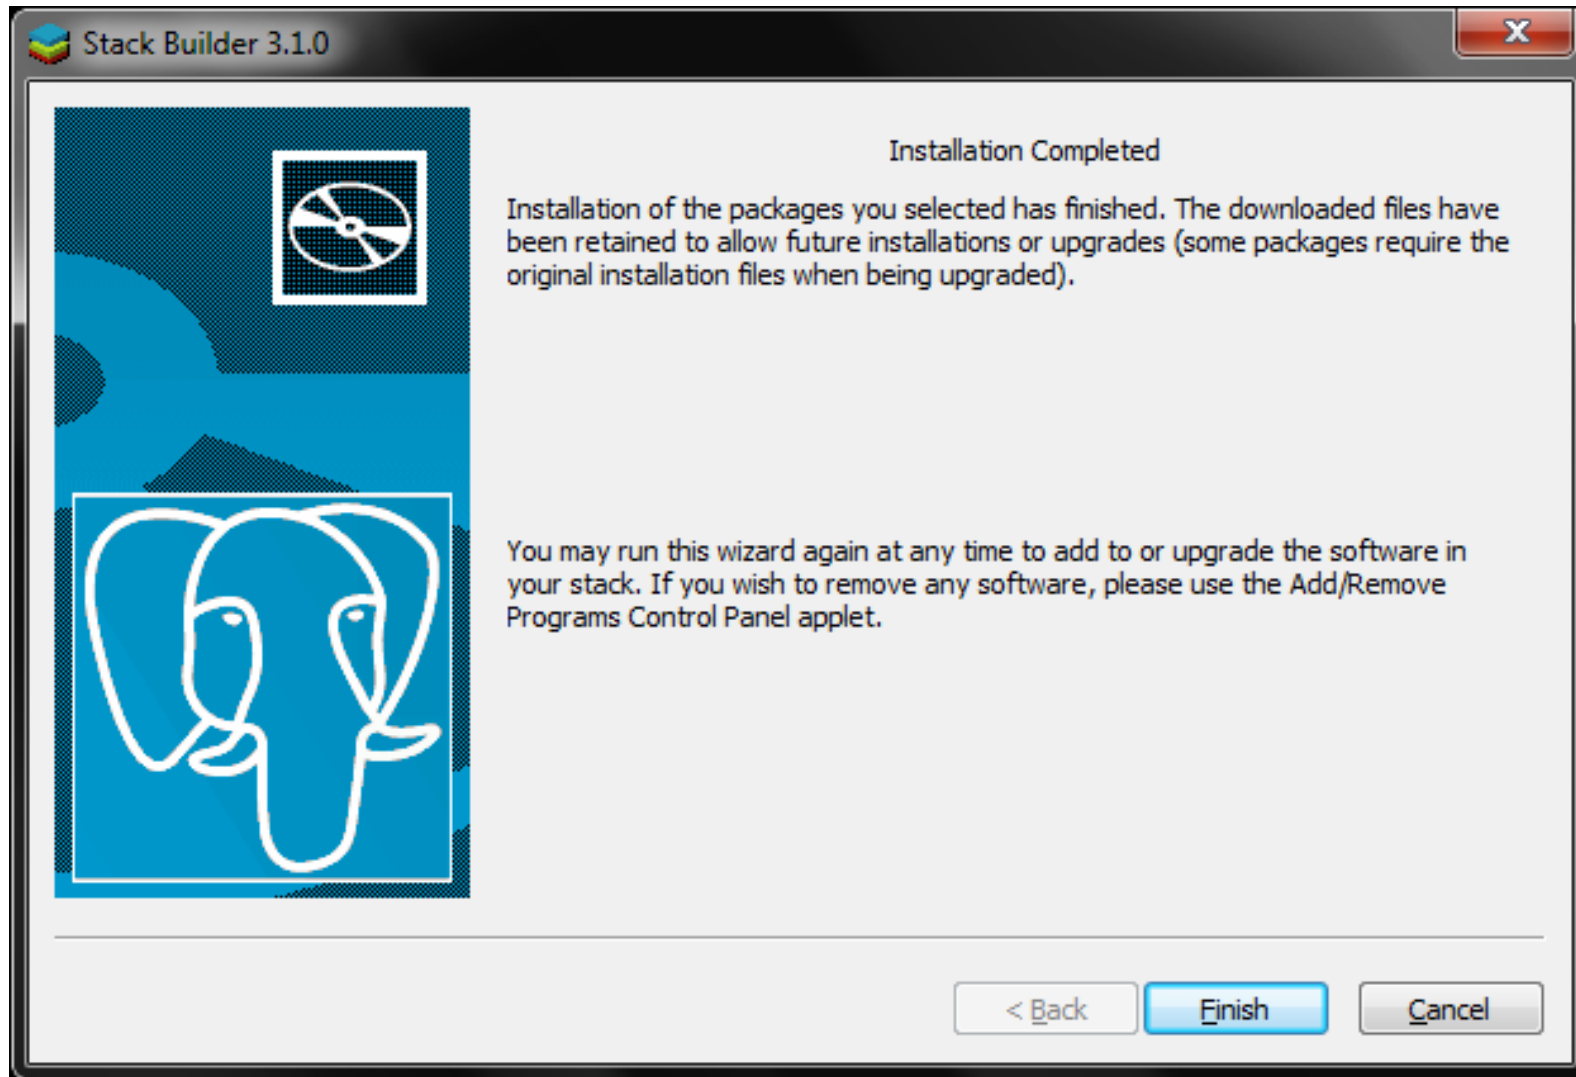 Stack Builder 3.1.0
Installation Completed
Installation of the packages you selected has finished. The downloaded files have
been retained to allow future installations or upgrades (some packages require the
original installation files when being upgraded).
You may run this wizard again at any time to add to or upgrade the software in
your stack. If you wish to remove any software, please use the Add/Remove
Programs Control Panel applet.
< Back Finish Cancel